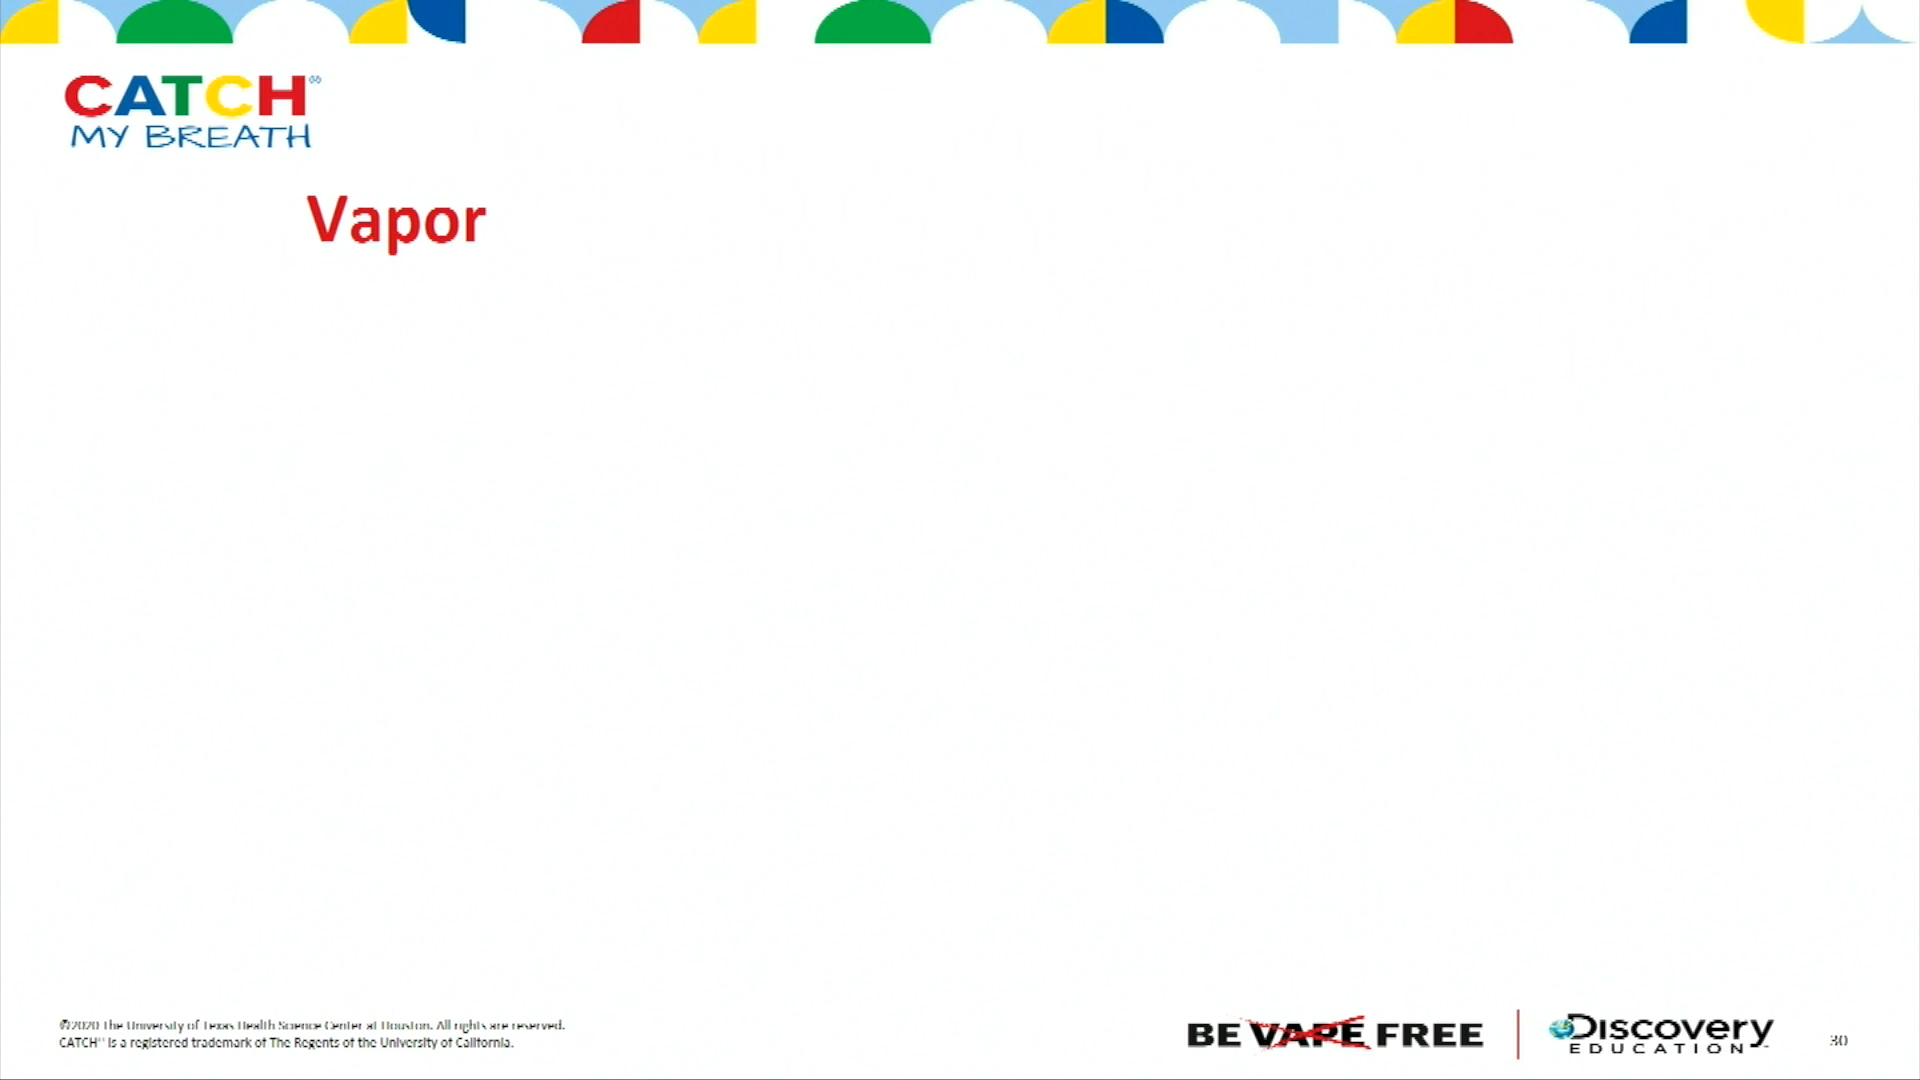 CATCH®
MY BREATH
Vapor
©2020 The University of Texas Health Science Center at Houston. All rights are reserved.
CATCH® is a registered trademark of The Regents of the University of California.
BE VAPE FREE
Discovery
EDUCATION™
30